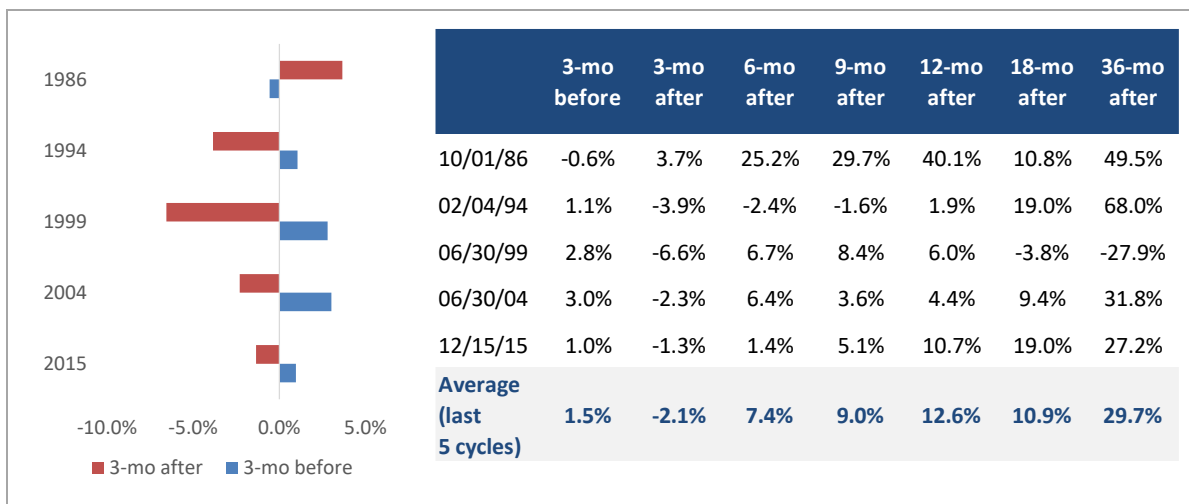 1986
1994
1999
2004
2015
-10.0% -5.0% 0.0% 5.0%
3-mo after 3-mo before
3-mo before 3-mo after 6-mo after 9-mo after 12-mo after 18-mo after 36-mo after
10/01/86 -0.6% 3.7% 25.2% 29.7% 40.1% 10.8% 49.5%
02/04/94 1.1% -3.9% -2.4% -1.6% 1.9% 19.0% 68.0%
06/30/99 2.8% -6.6% 6.7% 8.4% 6.0% -3.8% -27.9%
06/30/04 3.0% -2.3% 6.4% 3.6% 4.4% 9.4% 31.8%
12/15/15 1.0% -1.3% 1.4% 5.1% 10.7% 19.0% 27.2%
Average
(last 1.5% -2.1% 7.4% 9.0% 12.6% 10.9% 29.7%
5 cycles)